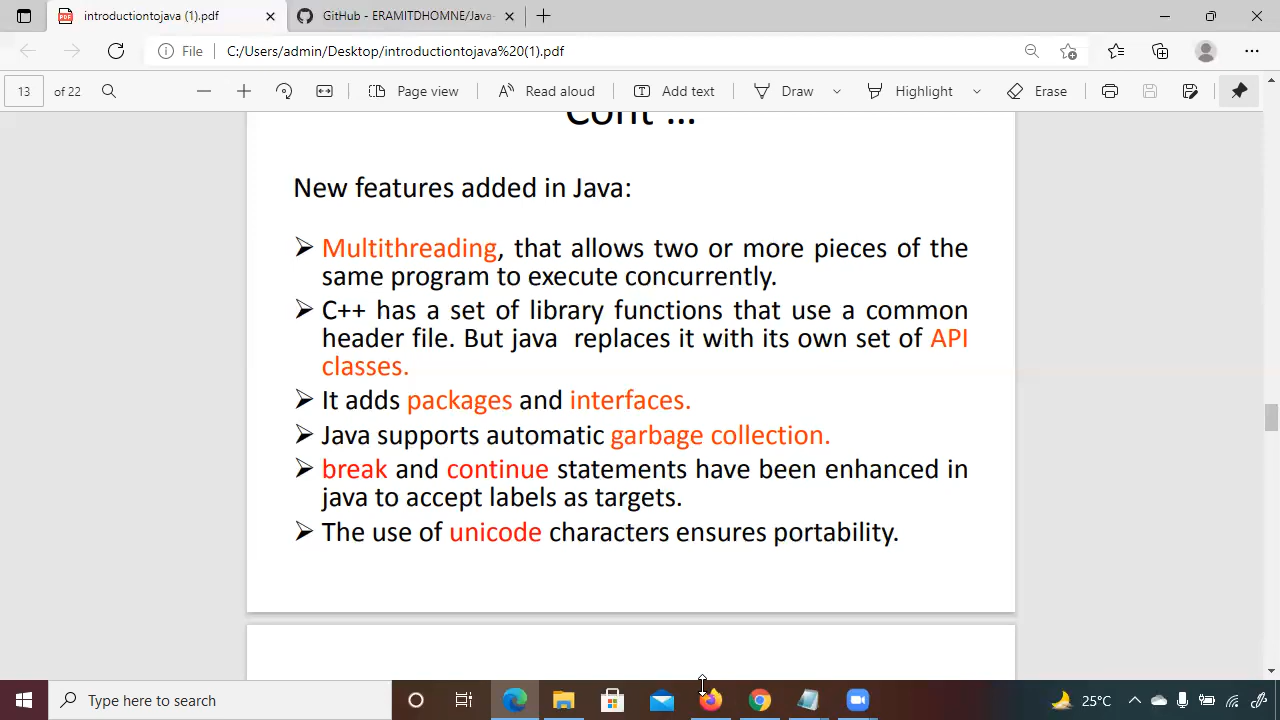 introductiontojava (1).pdf
GitHub - ERAMITDHOMNE/Java-
File
C:/Users/admin/Desktop/introductiontojava%20(1).pdf
13 of 22
Page view
Read aloud
Add text
Draw
Highlight
Erase
Cont …
New features added in Java:
Multithreading, that allows two or more pieces of the
same program to execute concurrently.
C++ has a set of library functions that use a common
header file. But java replaces it with its own set of API
classes.
It adds packages and interfaces.
Java supports automatic garbage collection.
break and continue statements have been enhanced in
java to accept labels as targets.
The use of unicode characters ensures portability.
Type here to search
25°C